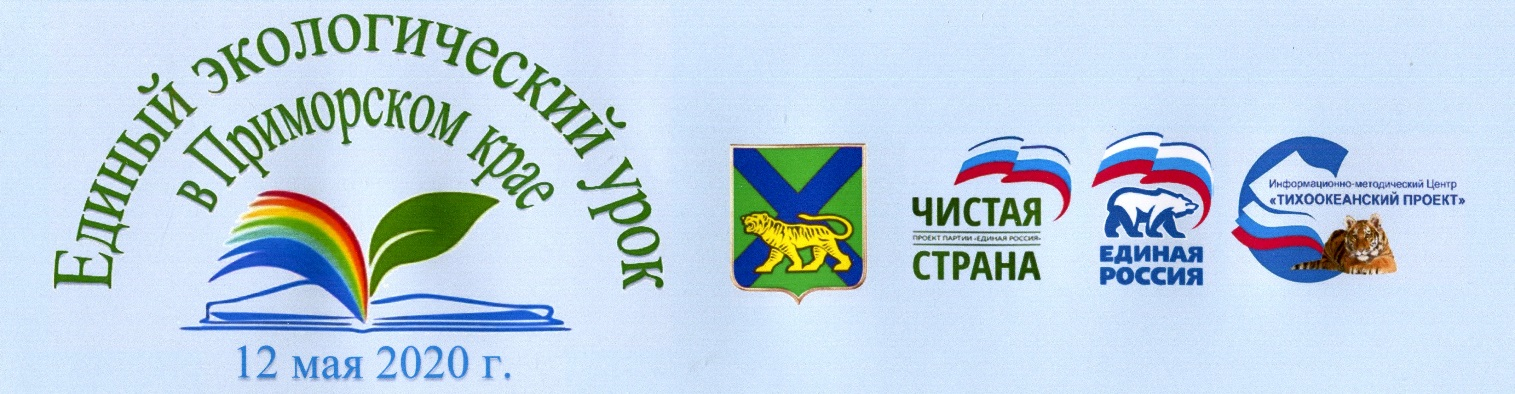 Единый экологический урок
в Приморском крае
12 мая 2020 г.
ЧИСТАЯ
ПРОЕКТ ПАРТИИ «ЕДИНАЯ РОССИЯ»
СТРАНА
ЕДИНАЯ
РОССИЯ
Информационно-методический Центр
«ТИХООКЕАНСКИЙ ПРОЕКТ»